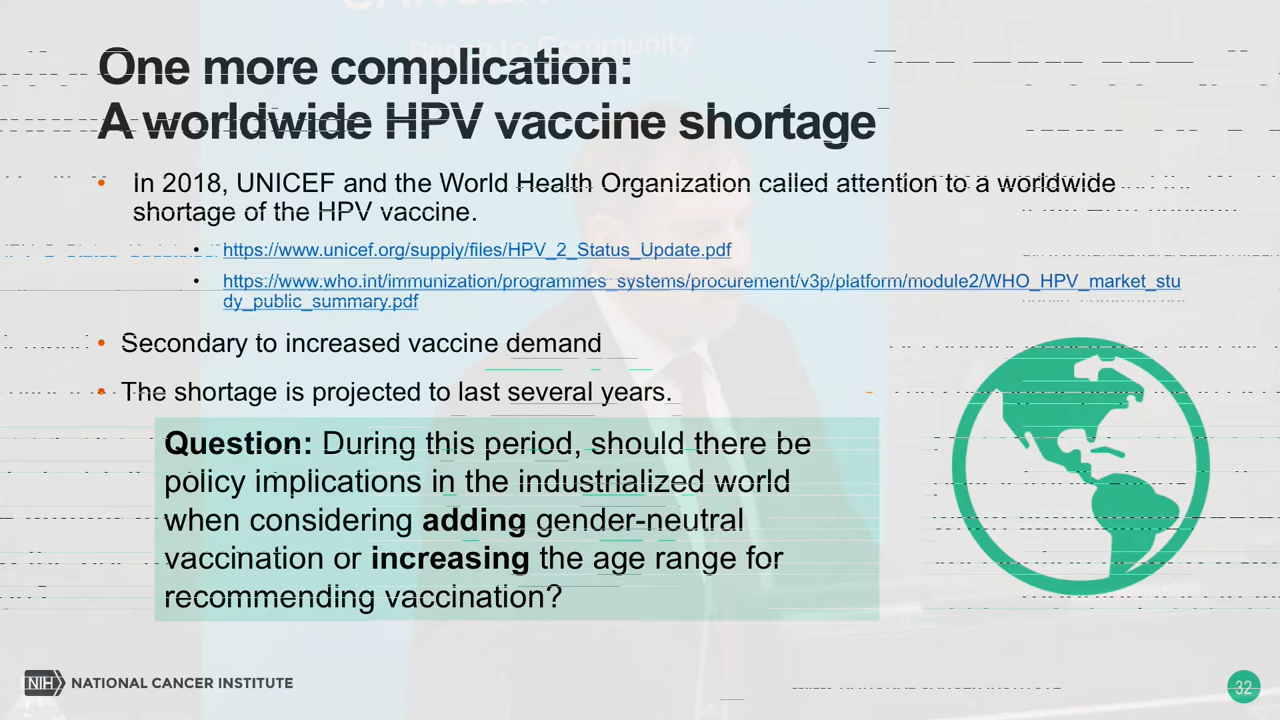 Bench to Community
One more complication:
A worldwide HPV vaccine shortage
• In 2018, UNICEF and the World Health Organization called attention to a worldwide
shortage of the HPV vaccine.
• https://www.unicef.org/supply/files/HPV_2_Status_Update.pdf
• https://www.who.int/immunization/programmes_systems/procurement/v3p/platform/module2/WHO_HPV_market_stu
dy_public_summary.pdf
• Secondary to increased vaccine demand
• The shortage is projected to last several years.
Question: During this period, should there be
policy implications in the industrialized world
when considering adding gender-neutral
vaccination or increasing the age range for
recommending vaccination?
NIH NATIONAL CANCER INSTITUTE
32